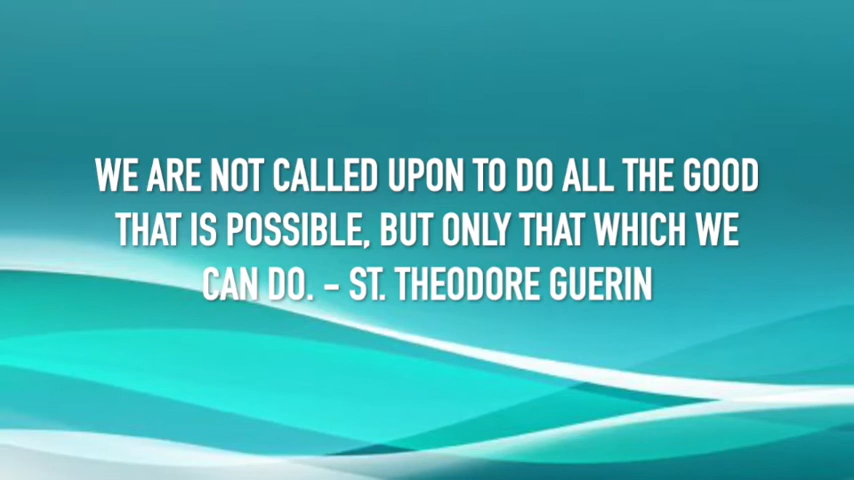 WE ARE NOT CALLED UPON TO DO ALL THE GOOD
THAT IS POSSIBLE, BUT ONLY THAT WHICH WE
CAN DO. - ST. THEODORE GUERIN